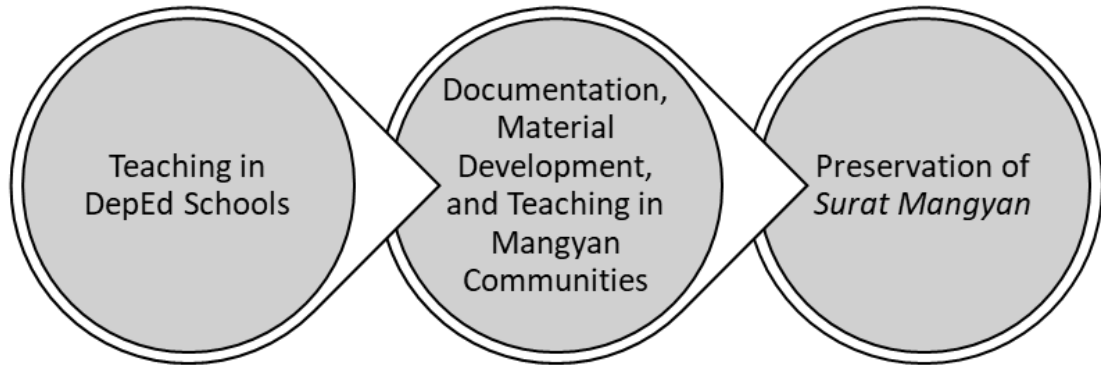 Teaching in
DepEd Schools
Documentation,
Material
Development,
and Teaching in
Mangyan
Communities
Preservation of
Surat Mangyan